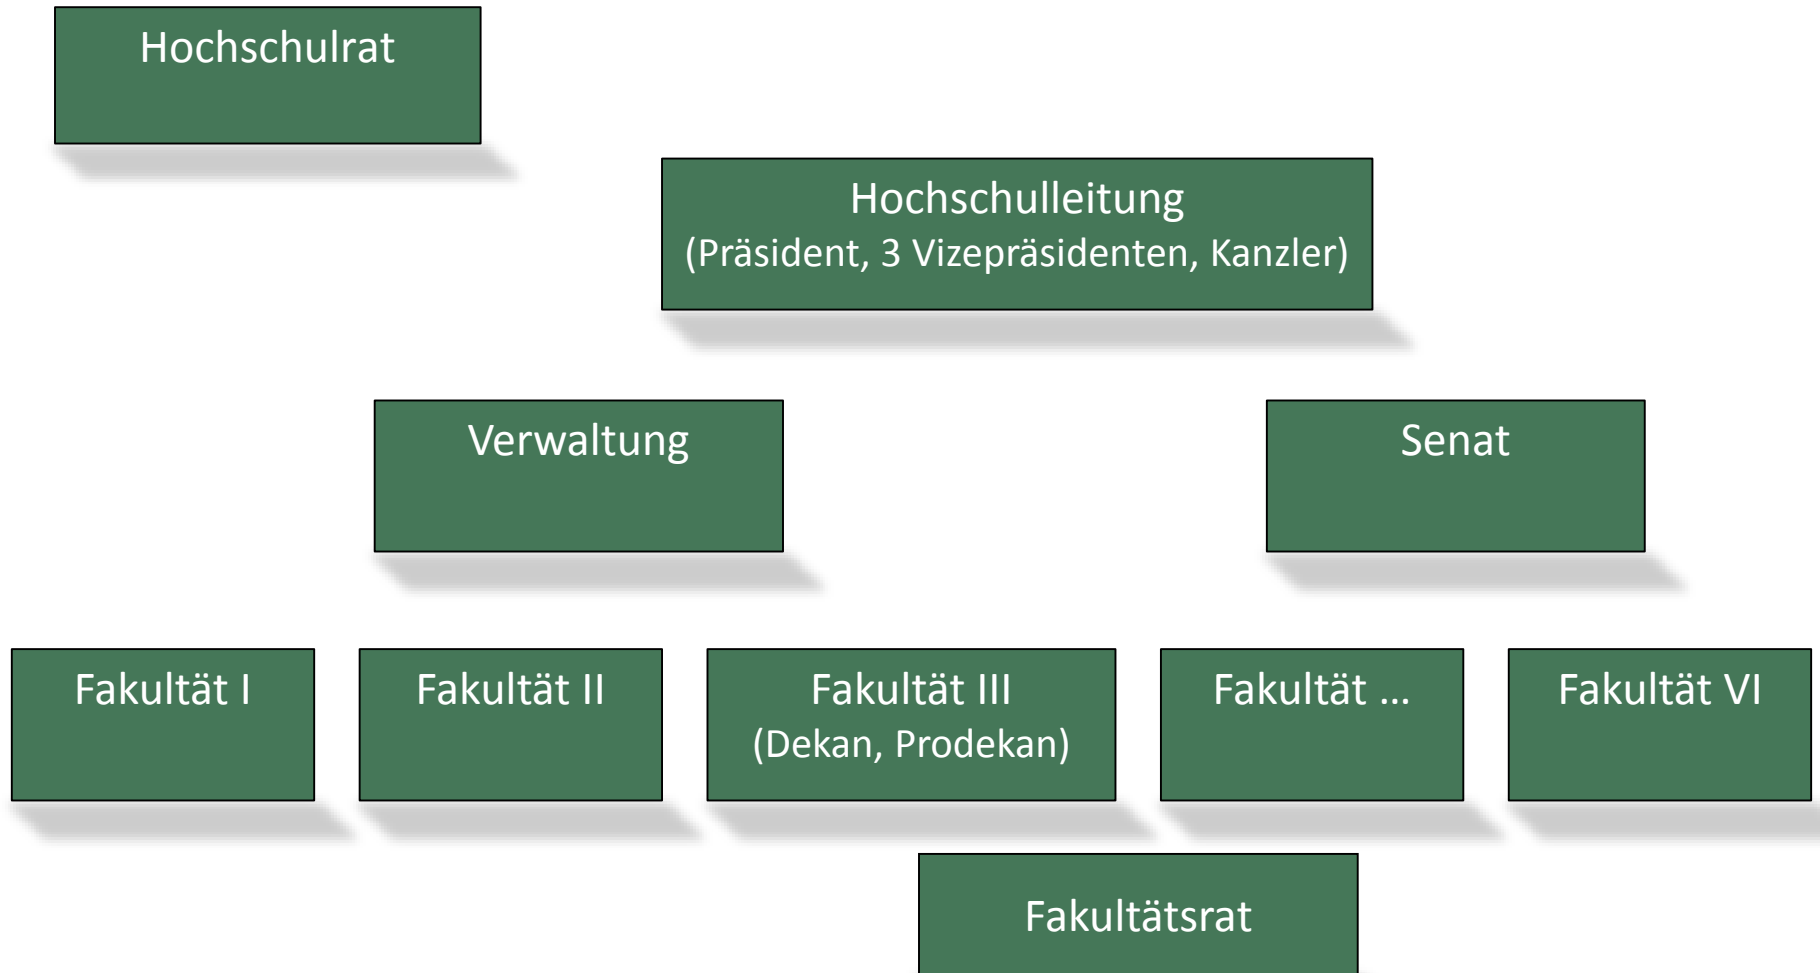 Hochschulrat
Hochschulleitung
(Präsident, 3 Vizepräsidenten, Kanzler)
Verwaltung
Senat
Fakultät I
Fakultät II
Fakultät III
(Dekan, Prodekan)
Fakultät ...
Fakultät VI
Fakultätsrat